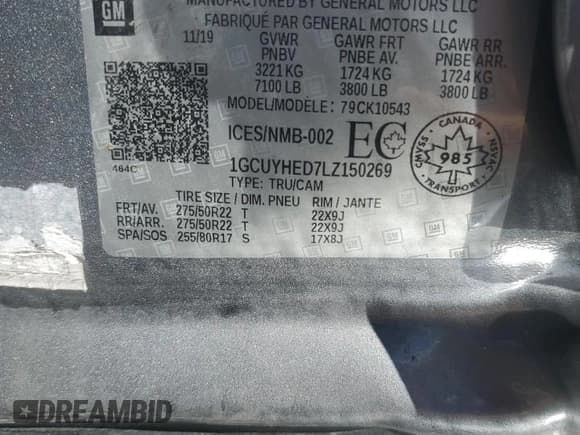 MANUFACTURED BY GENERAL MOTORS LLC
FABRIQUÉ PAR GENERAL MOTORS LLC
GM
11/19 GVWR GAWR FRT GAWR RR
PNBV PNBE AV. PNBE ARR.
3221 KG 1724 KG 1724 KG
7100 LB 3800 LB 3800 LB
MODEL/MODÈLE: 79CK10543
ICES/NMB-002 EC
CANADA
CMVSS
NSVAC
985
TRANSPORT
464C
1GCUYHED7LZ150269
TYPE: TRU/CAM
TIRE SIZE / DIM. PNEU RIM / JANTE
FRT/AV. 275/50R22 T 22X9J
RR/ARR. 275/50R22 T 22X9J
SPA/SOS 255/80R17 S 17X8J
DREAMBID